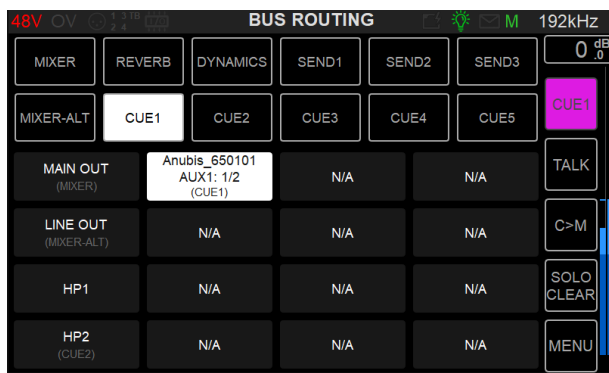 48V OV 1 3 TB 2 4 BUS ROUTING M 192kHz
0 .0 dB
MIXER REVERB DYNAMICS SEND1 SEND2 SEND3
MIXER-ALT CUE1 CUE2 CUE3 CUE4 CUE5 CUE1
MAIN OUT
(MIXER)
Anubis_650101
AUX1: 1/2
(CUE1)
N/A N/A TALK
LINE OUT
(MIXER-ALT)
N/A N/A N/A C>M
HP1 N/A N/A N/A SOLO
CLEAR
HP2
(CUE2)
N/A N/A N/A MENU